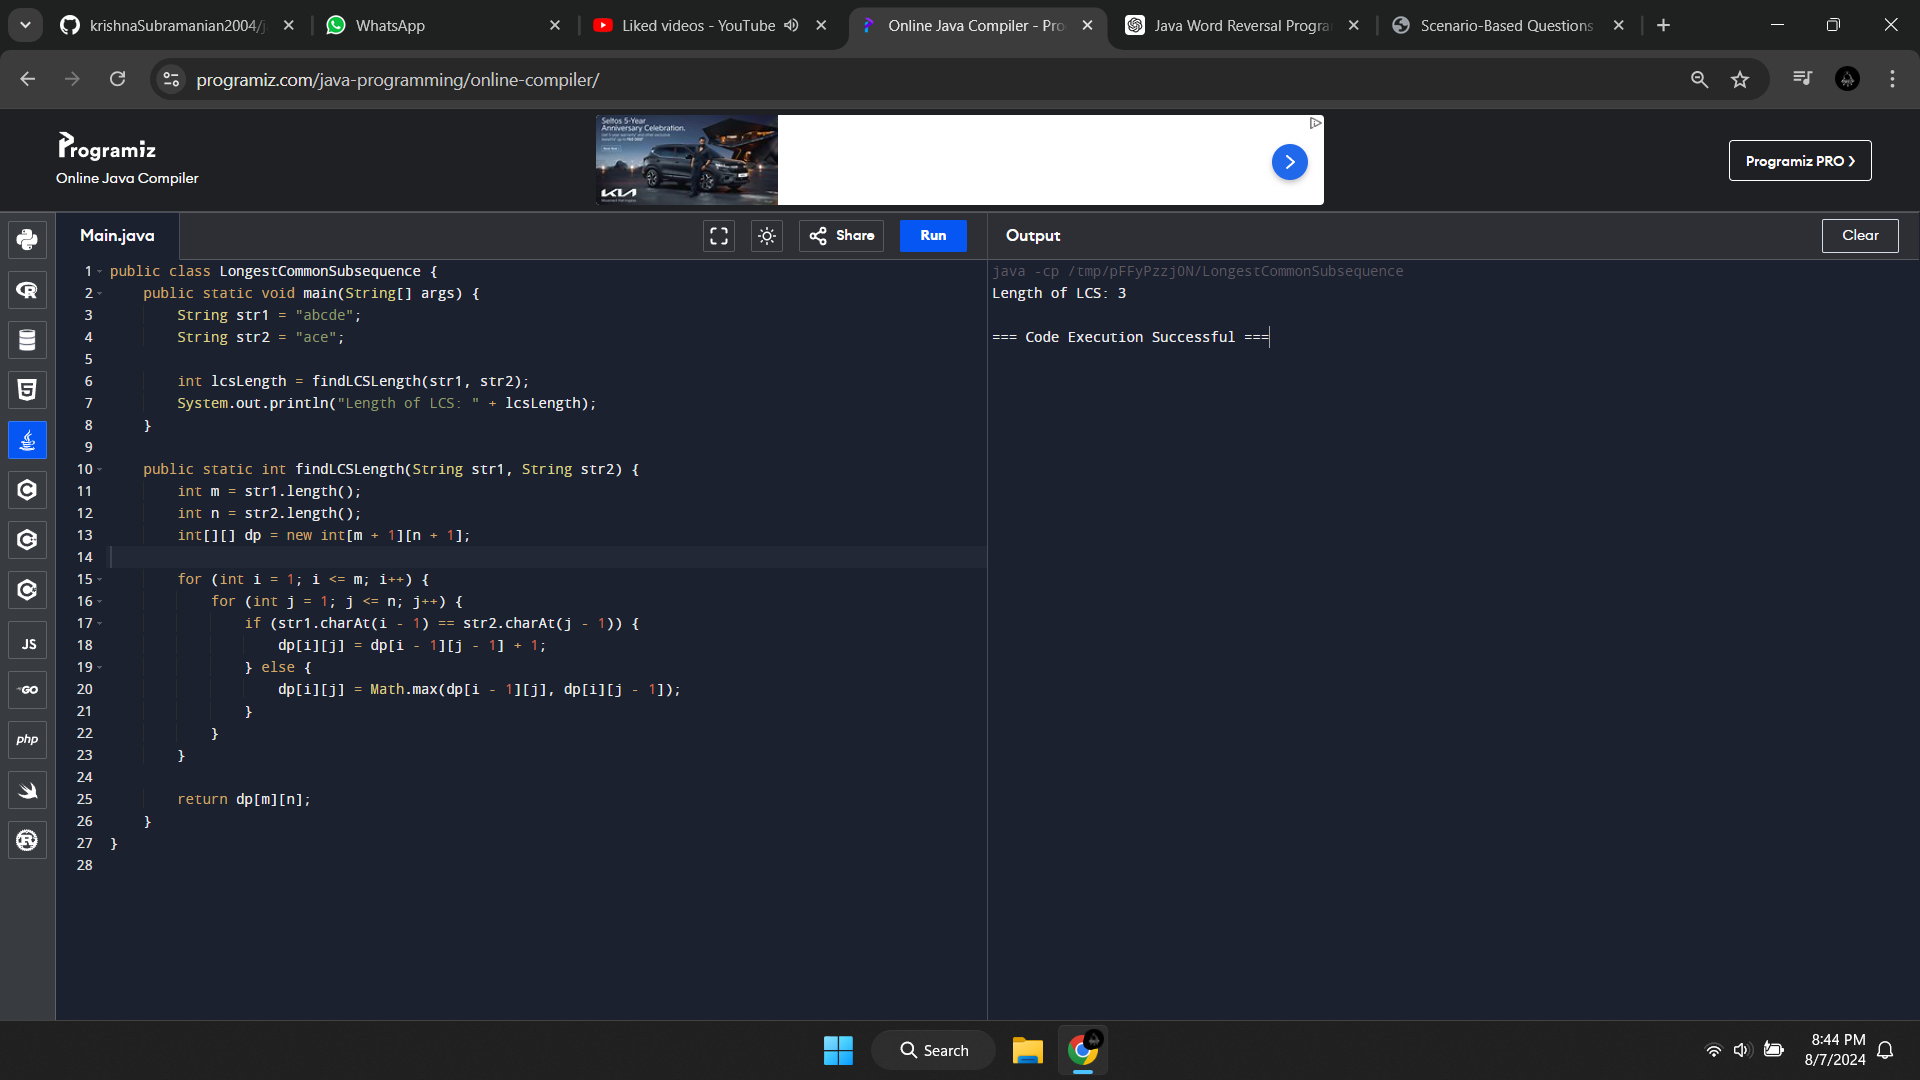 krishnaSubramanian2004/j
WhatsApp
Liked videos - YouTube
Online Java Compiler - Pro
Java Word Reversal Progra
Scenario-Based Questions
programiz.com/java-programming/online-compiler/
Programiz
Online Java Compiler
Seltos 5-Year
Anniversary Celebration.
KIA
Programiz PRO >
Main.java
Share
Run
Output
Clear
1 public class LongestCommonSubsequence {
2     public static void main(String[] args) {
3         String str1 = "abcde";
4         String str2 = "ace";
5
6         int lcsLength = findLCSLength(str1, str2);
7         System.out.println("Length of LCS: " + lcsLength);
8     }
9
10     public static int findLCSLength(String str1, String str2) {
11         int m = str1.length();
12         int n = str2.length();
13         int[][] dp = new int[m + 1][n + 1];
14
15         for (int i = 1; i <= m; i++) {
16             for (int j = 1; j <= n; j++) {
17                 if (str1.charAt(i - 1) == str2.charAt(j - 1)) {
18                     dp[i][j] = dp[i - 1][j - 1] + 1;
19                 } else {
20                     dp[i][j] = Math.max(dp[i - 1][j], dp[i][j - 1]);
21                 }
22             }
23         }
24
25         return dp[m][n];
26     }
27 }
28
java -cp /tmp/pFFyPzzjON/LongestCommonSubsequence
Length of LCS: 3
=== Code Execution Successful ===
JS
GO
php
Search
8:44 PM
8/7/2024